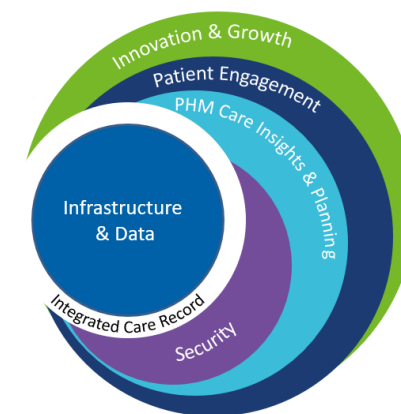 Innovation & Growth
Patient Engagement
PHM Care Insights & Planning
Infrastructure
& Data
Integrated Care Record
Security